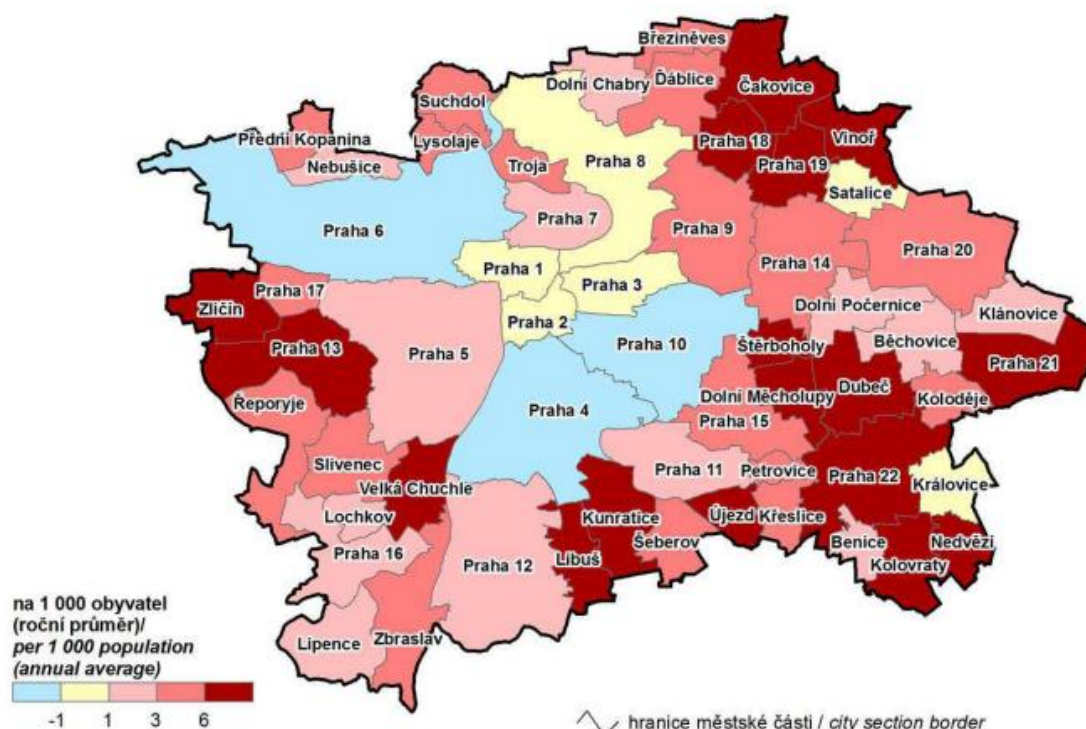 Březiněves
Dolní Chabry
Ďáblice
Čakovice
Suchdol
Přední Kopanina
Lysolaje
Praha 18
Vinoř
Nebušice
Troja
Praha 8
Praha 19
Satalice
Praha 6
Praha 7
Praha 9
Praha 20
Praha 1
Praha 14
Praha 3
Praha 17
Zličín
Dolní Počernice
Klánovice
Praha 2
Praha 13
Praha 5
Praha 10
Štěrboholy
Běchovice
Praha 21
Dubeč
Řeporyje
Praha 4
Dolní Měcholupy
Koloděje
Praha 15
Slivenec
Praha 11
Petrovice
Praha 22
Velká Chuchle
Královice
Lochkov
Kunratice
Újezd
Křeslice
Šeberov
Benice
Nedvězí
Praha 16
Praha 12
Libuš
Kolovraty
Zbraslav
Lipence
na 1 000 obyvatel
(roční průměr)/
per 1 000 population
(annual average)
-1 1 3 6
hranice městské části / city section border